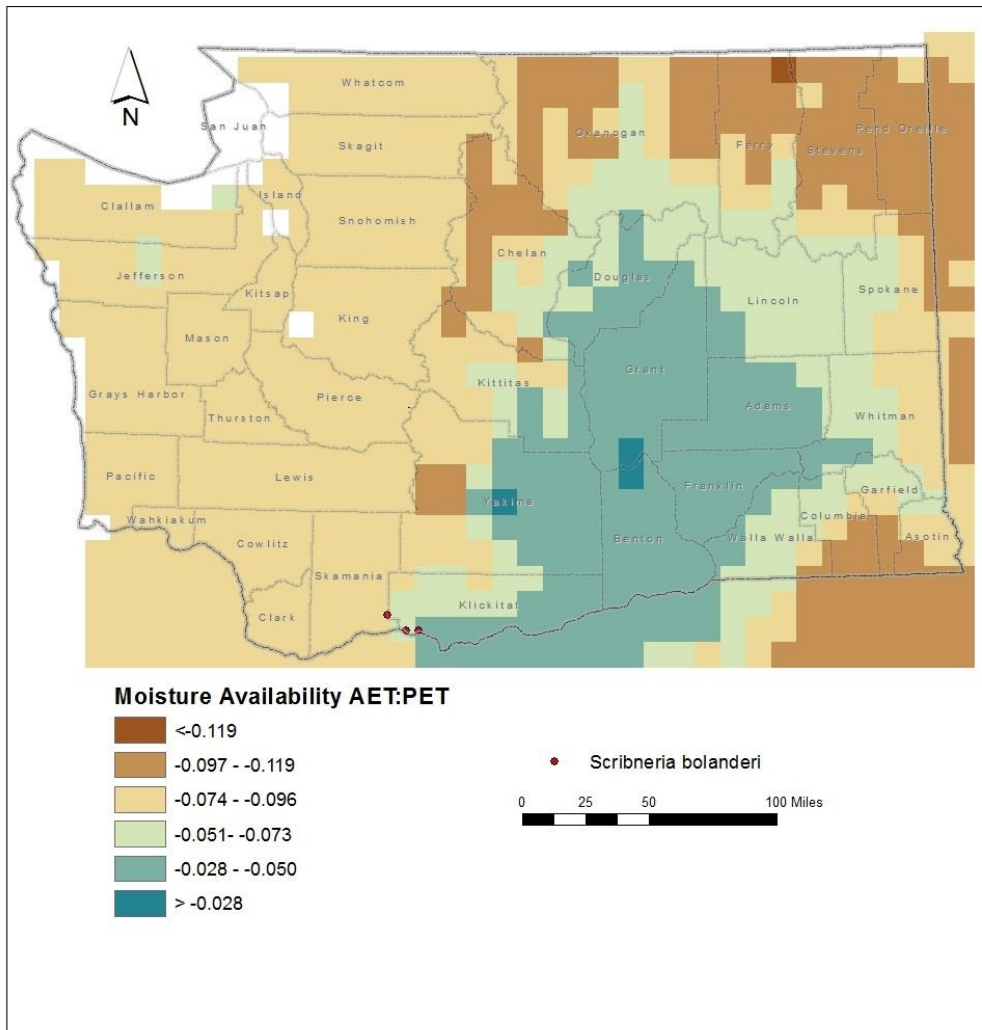 N
Whatcom
San Juan
Okanogan
Pend Oreille
Skagit
Ferry
Stevens
Island
Clallam
Snohomish
Chelan
Jefferson
Douglas
Kitsap
Lincoln
Spokane
King
Mason
Grant
Kittitas
Grays Harbor
Pierce
Adams
Thurston
Whitman
Pacific
Lewis
Yakima
Franklin
Garfield
Wahkiakum
Columbia
Cowlitz
Benton
Walla Walla
Asotin
Skamania
Klickitat
Clark
Moisture Availability AET:PET
<-0.119
-0.097 - -0.119
-0.074 - -0.096
-0.051- -0.073
-0.028 - -0.050
> -0.028
Scribneria bolanderi
0 25 50 100 Miles